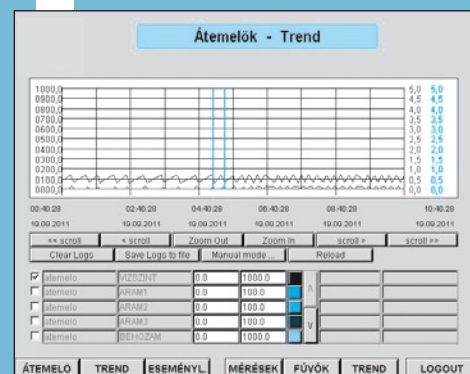 Átemelök - Trend
1000,0 5,0 5,0
0900,0 4,5 4,5
0800,0 4,0 4,0
0700,0 3,5 3,5
0600,0 3,0 3,0
0500,0 2,5 2,5
0400,0 2,0 2,0
0300,0 1,5 1,5
0200,0 1,0 1,0
0100,0 0,5 0,5
0000,0 0,0 0,0
00:40:28 02:40:28 04:40:28 06:40:28 08:40:28 10:40:28
19.09.2011 19.09.2011 19.09.2011 19.09.2011 19.09.2011 19.09.2011
<< scroll < scroll Zoom Out Zoom In scroll > scroll >>
Clear Logs Save Logs to file Manual mode ... Reload
atemelo VIZSZINT 0.0 1000.0
atemelo ARAM1 0.0 100.0
atemelo ARAM2 0.0 100.0
atemelo ARAM3 0.0 100.0
atemelo BEHOZAM 0.0 1000.0
ÁTEMELŐ TREND ESEMÉNYL. MÉRÉSEK FÚVÓK TREND LOGOUT